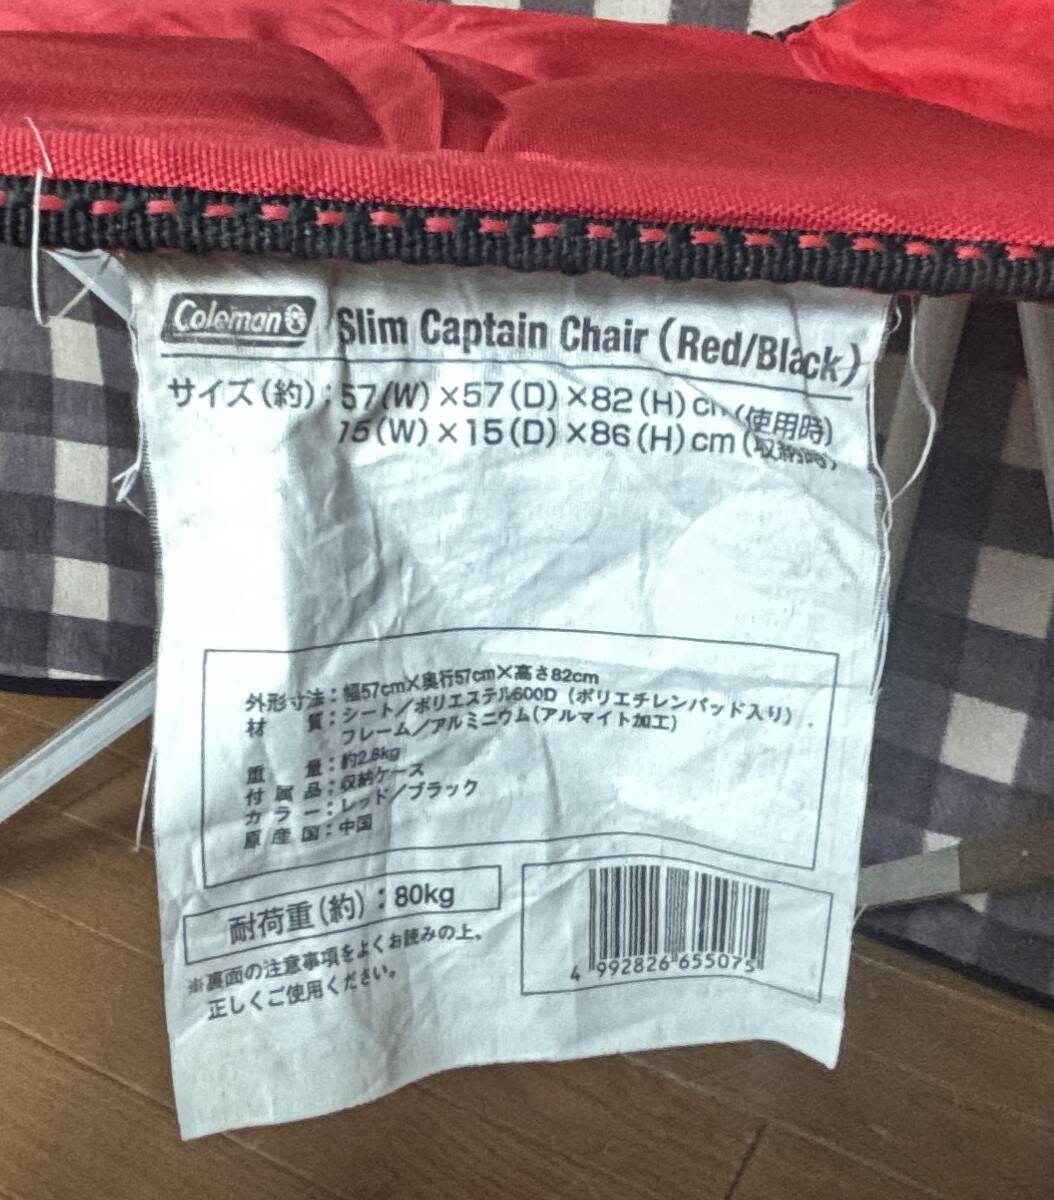 Coleman
Slim Captain Chair (Red/Black)
サイズ(約):57(W)×57(D)×82(H)cm(使用時)
15(W)×15(D)×86(H)cm(収納時)
外形寸法:幅57cm×奥行57cm×高さ82cm
材 質:シート/ポリエステル600D(ポリエチレンパッド入り)
フレーム/アルミニウム(アルマイト加工)
重 量:約2.8kg
付属品:収納ケース
カラー:レッド/ブラック
原産国:中国
耐荷重(約):80kg
※裏面の注意事項をよくお読みの上、
正しくご使用ください。
4 992826 655075